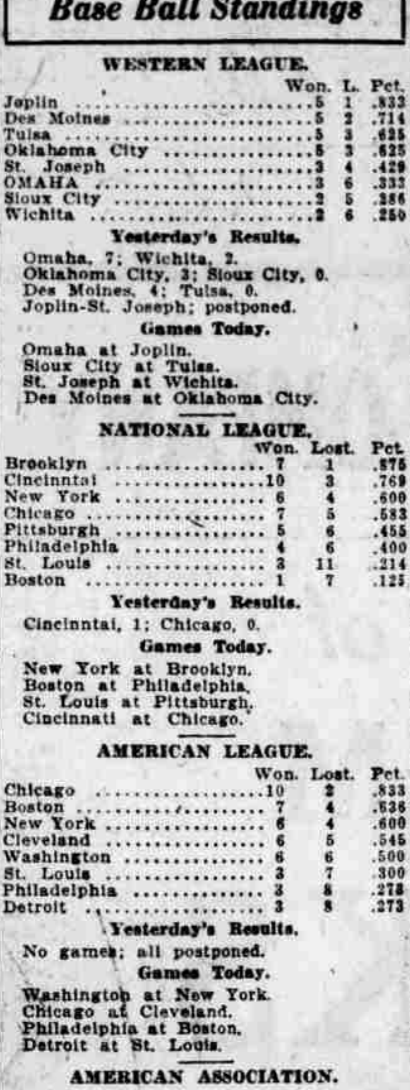 Base Ball Standings
WESTERN LEAGUE.
Won. L. Pct.
Joplin ................ 5 1 .833
Des Moines ................ 5 2 .714
Tulsa ................ 5 3 .625
Oklahoma City ................ 5 3 .625
St. Joseph ................ 3 4 .429
OMAHA ................ 3 6 .333
Sioux City ................ 2 5 .286
Wichita ................ 2 6 .250
Yesterday's Results.
Omaha, 7; Wichita, 2.
Oklahoma City, 3; Sioux City, 0.
Des Moines, 4; Tulsa, 0.
Joplin-St. Joseph; postponed.
Games Today.
Omaha at Joplin.
Sioux City at Tulsa.
St. Joseph at Wichita.
Des Moines at Oklahoma City.
NATIONAL LEAGUE.
Won. Lost. Pct.
Brooklyn ................ 7 1 .875
Cincinntai ................ 10 3 .769
New York ................ 6 4 .600
Chicago ................ 7 5 .583
Pittsburgh ................ 5 6 .455
Philadelphia ................ 4 6 .400
St. Louis ................ 3 11 .214
Boston ................ 1 7 .125
Yesterday's Results.
Cincinntai, 1; Chicago, 0.
Games Today.
New York at Brooklyn.
Boston at Philadelphia.
St. Louis at Pittsburgh.
Cincinnati at Chicago.
AMERICAN LEAGUE.
Won. Lost. Pct.
Chicago ................ 10 2 .833
Boston ................ 7 4 .636
New York ................ 6 4 .600
Cleveland ................ 6 5 .545
Washington ................ 6 6 .500
St. Louis ................ 3 7 .300
Philadelphia ................ 3 8 .273
Detroit ................ 3 8 .273
Yesterday's Results.
No games; all postponed.
Games Today.
Washington at New York.
Chicago at Cleveland.
Philadelphia at Boston.
Detroit at St. Louis.
AMERICAN ASSOCIATION.